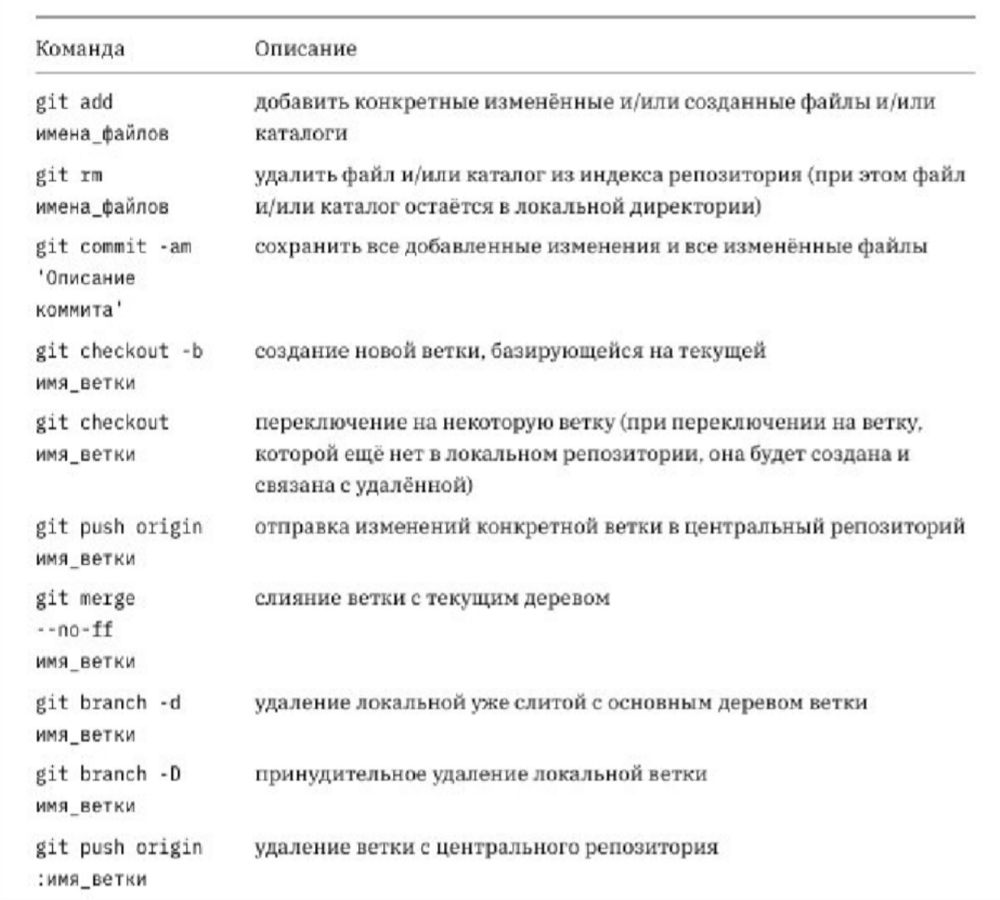 Команда Описание
git add добавить конкретные изменённые и/или созданные файлы и/или
имена_файлов каталоги
git rm удалить файл и/или каталог из индекса репозитория (при этом файл
имена_файлов и/или каталог остаётся в локальной директории)
git commit -am сохранить все добавленные изменения и все изменённые файлы
'Описание
коммита'
git checkout -b создание новой ветки, базирующейся на текущей
имя_ветки
git checkout переключение на некоторую ветку (при переключении на ветку,
имя_ветки которой ещё нет в локальном репозитории, она будет создана и
связана с удалённой)
git push origin отправка изменений конкретной ветки в центральный репозиторий
имя_ветки
git merge слияние ветки с текущим деревом
--no-ff
имя_ветки
git branch -d удаление локальной уже слитой с основным деревом ветки
имя_ветки
git branch -D принудительное удаление локальной ветки
имя_ветки
git push origin удаление ветки с центрального репозитория
:имя_ветки